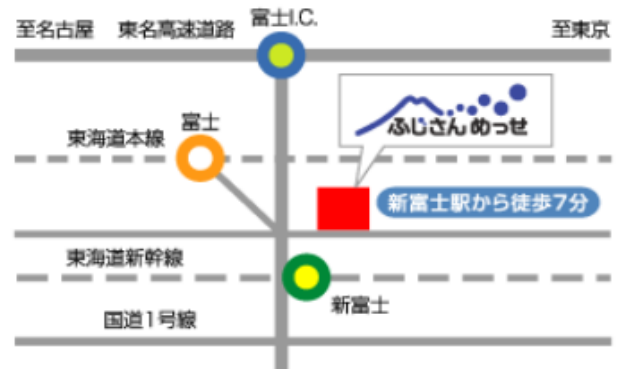 富士I.C.
至名古屋 東名高速道路 至東京
ふじさんめっせ
富士
東海道本線
新富士駅から徒歩7分
東海道新幹線
新富士
国道1号線